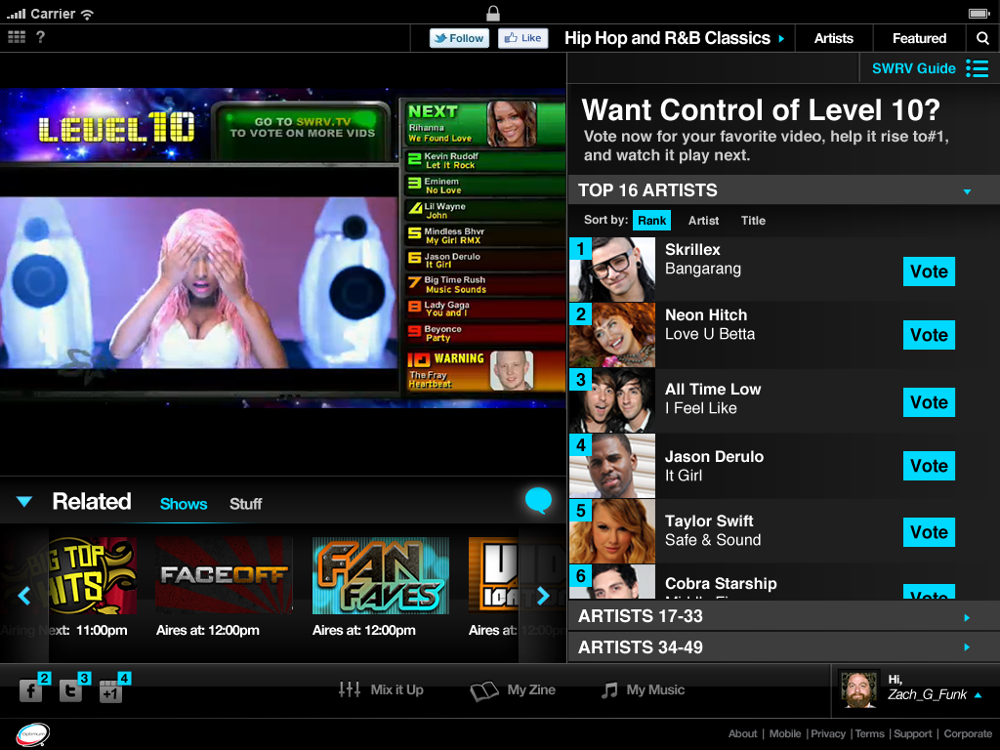 Carrier
?
Follow
Like
Hip Hop and R&B Classics
Artists
Featured
SWRV Guide
LEVEL10
GO TO SWRV.TV
TO VOTE ON MORE VIDS
NEXT
Rihanna
We Found Love
2 Kevin Rudolf
Let It Rock
3 Eminem
No Love
4 Lil Wayne
John
5 Mindless Bhvr
My Girl RMX
6 Jason Derulo
It Girl
7 Big Time Rush
Music Sounds
8 Lady Gaga
You and I
9 Beyonce
Party
10 WARNING
The Fray
Heartbeat
Want Control of Level 10?
Vote now for your favorite video, help it rise to#1,
and watch it play next.
TOP 16 ARTISTS
Sort by: Rank Artist Title
1 Skrillex
Bangarang
Vote
2 Neon Hitch
Love U Betta
Vote
3 All Time Low
I Feel Like
Vote
4 Jason Derulo
It Girl
Vote
5 Taylor Swift
Safe & Sound
Vote
6 Cobra Starship
Vote
ARTISTS 17-33
ARTISTS 34-49
Related Shows Stuff
BIG TOP
HITS
FACEOFF
FAN
FAVES
Airing Next: 11:00pm
Aires at: 12:00pm
Aires at: 12:00pm
Aires at: 12:00
f 2
t 3
+1 4
Mix it Up
My Zine
My Music
Hi,
Zach_G_Funk
optimum
About | Mobile | Privacy | Terms | Support | Corporate